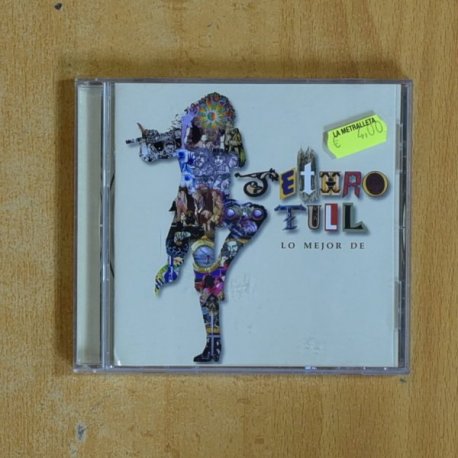 LA METRALLETA
€ 4,00
JETHRO
TULL
LO MEJOR DE